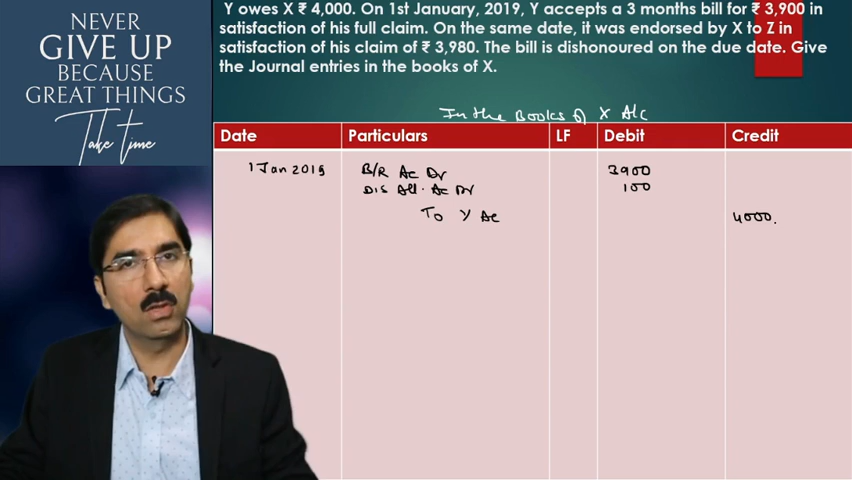 NEVER
GIVE UP
BECAUSE
GREAT THINGS
Take time
Y owes X ₹ 4,000. On 1st January, 2019, Y accepts a 3 months bill for ₹ 3,900 in
satisfaction of his full claim. On the same date, it was endorsed by X to Z in
satisfaction of his claim of ₹ 3,980. The bill is dishonoured on the due date. Give
the Journal entries in the books of X.
In the Books of X A/c
Date Particulars LF Debit Credit
1 Jan 2019 B/R Ac Dr 3900
Dis All. Ac Dr 100
To Y Ac 4000.